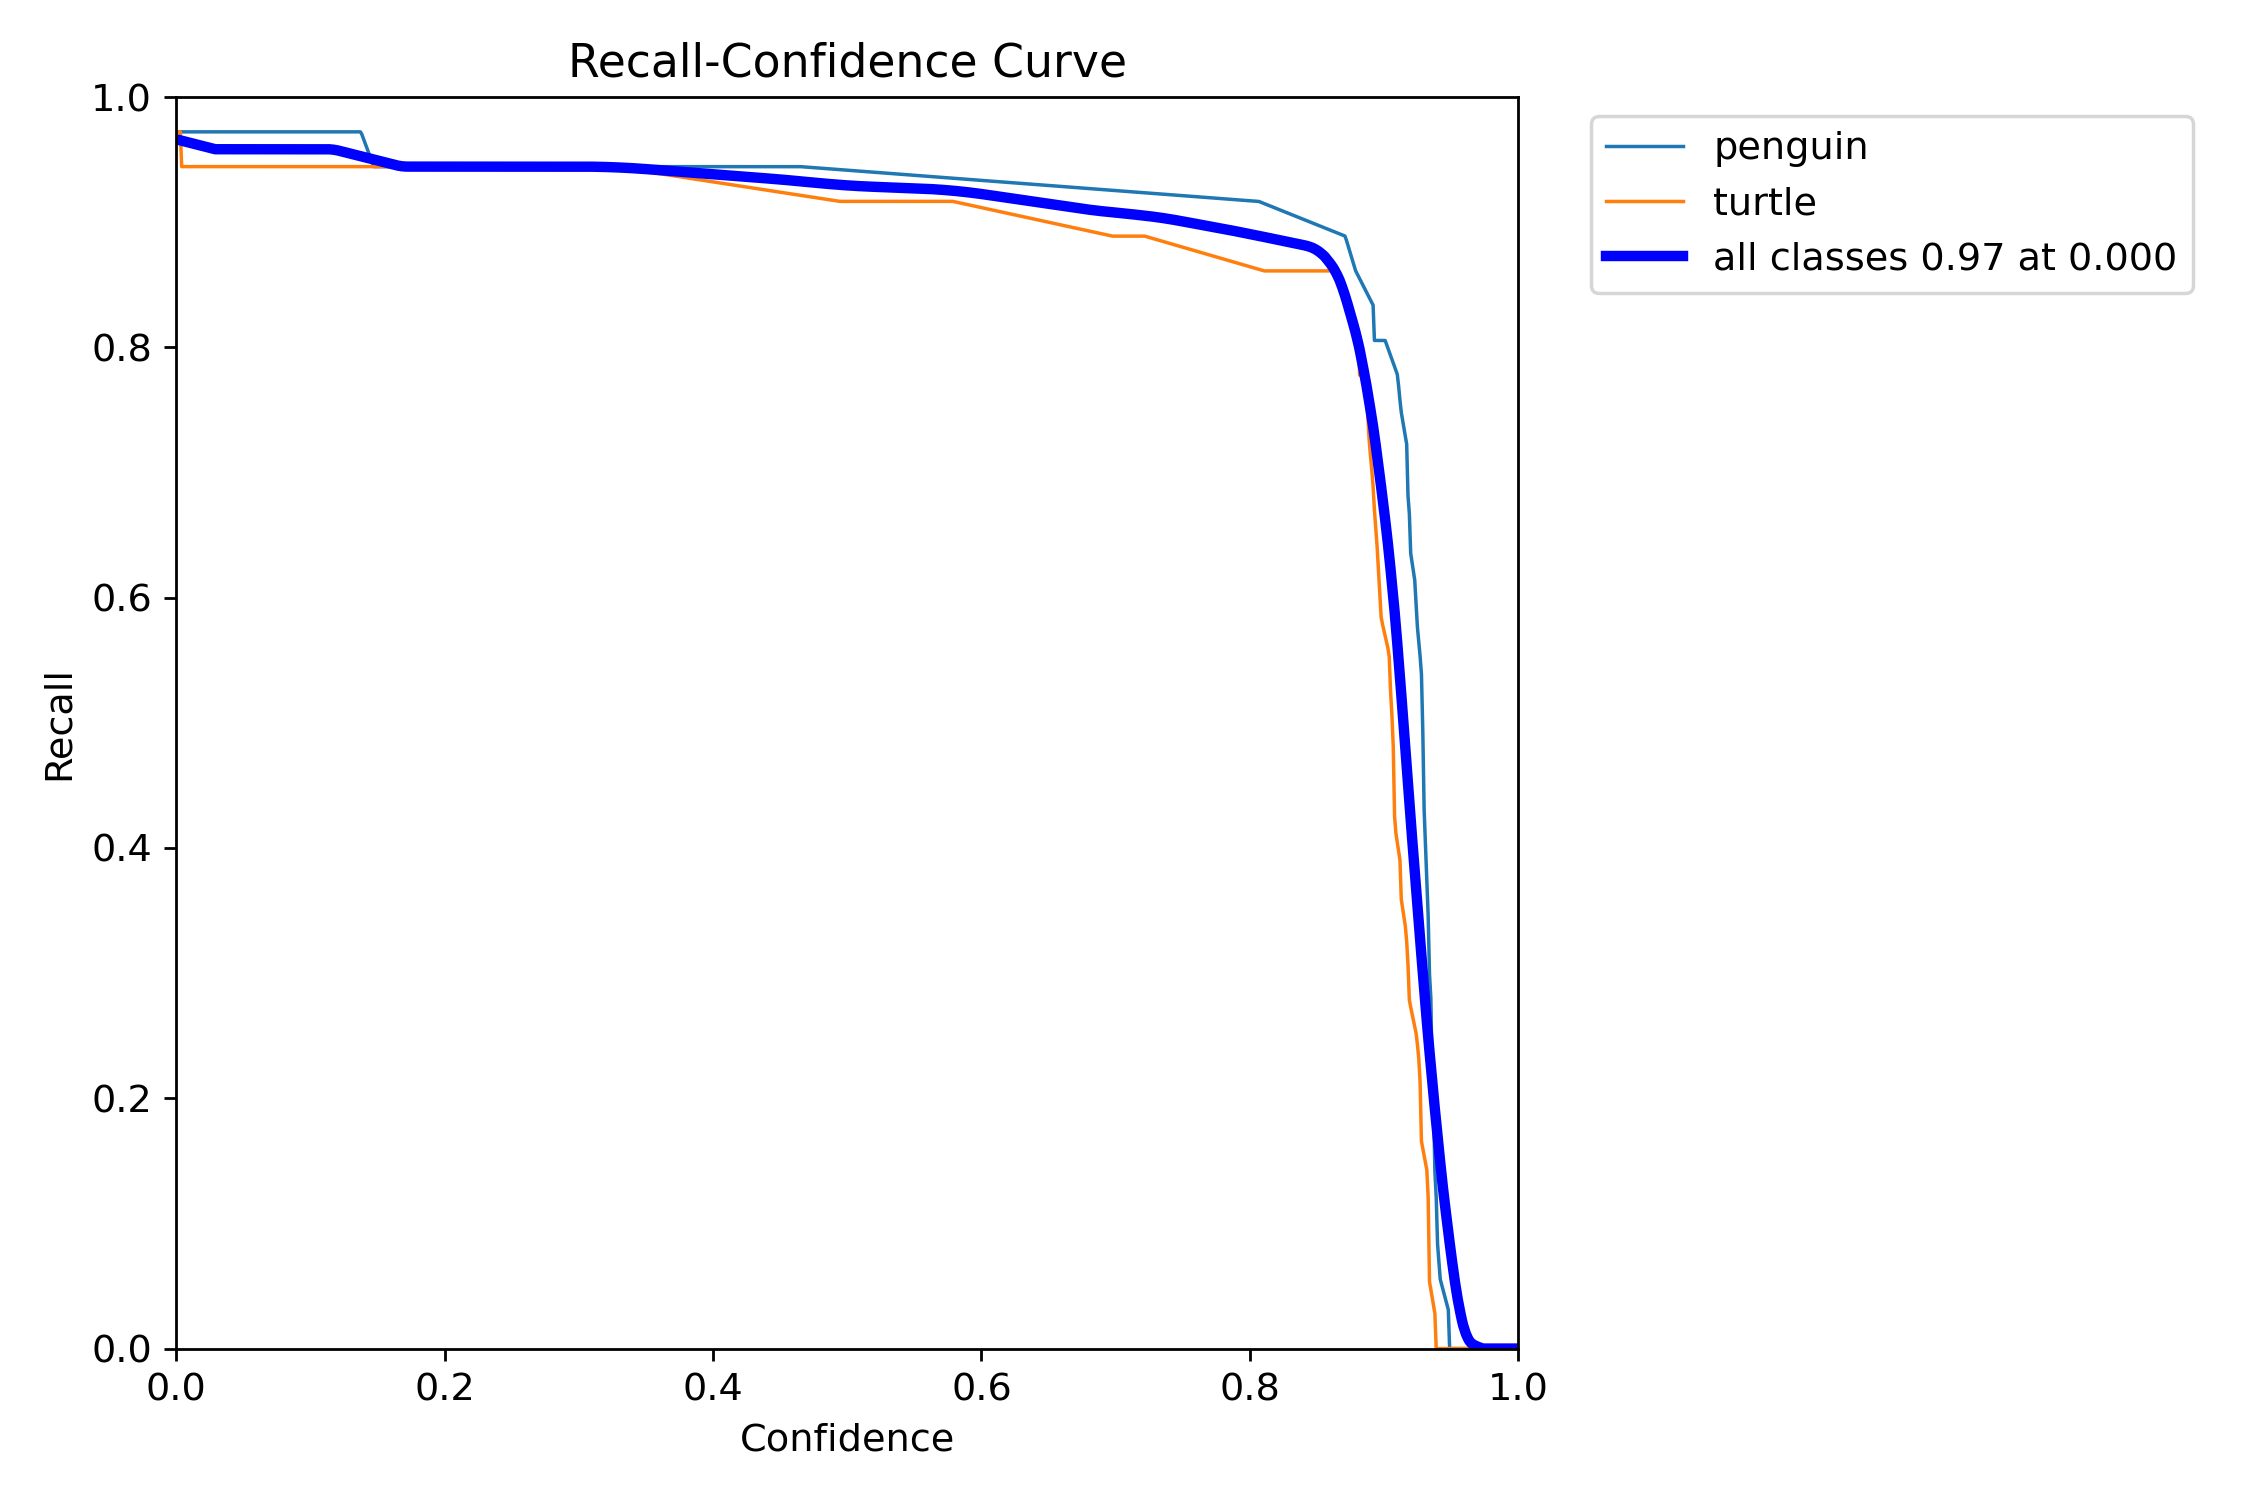 Recall-Confidence Curve
1.0
0.8
0.6
0.4
0.2
0.0
Recall
0.0 0.2 0.4 0.6 0.8 1.0
Confidence
penguin
turtle
all classes 0.97 at 0.000